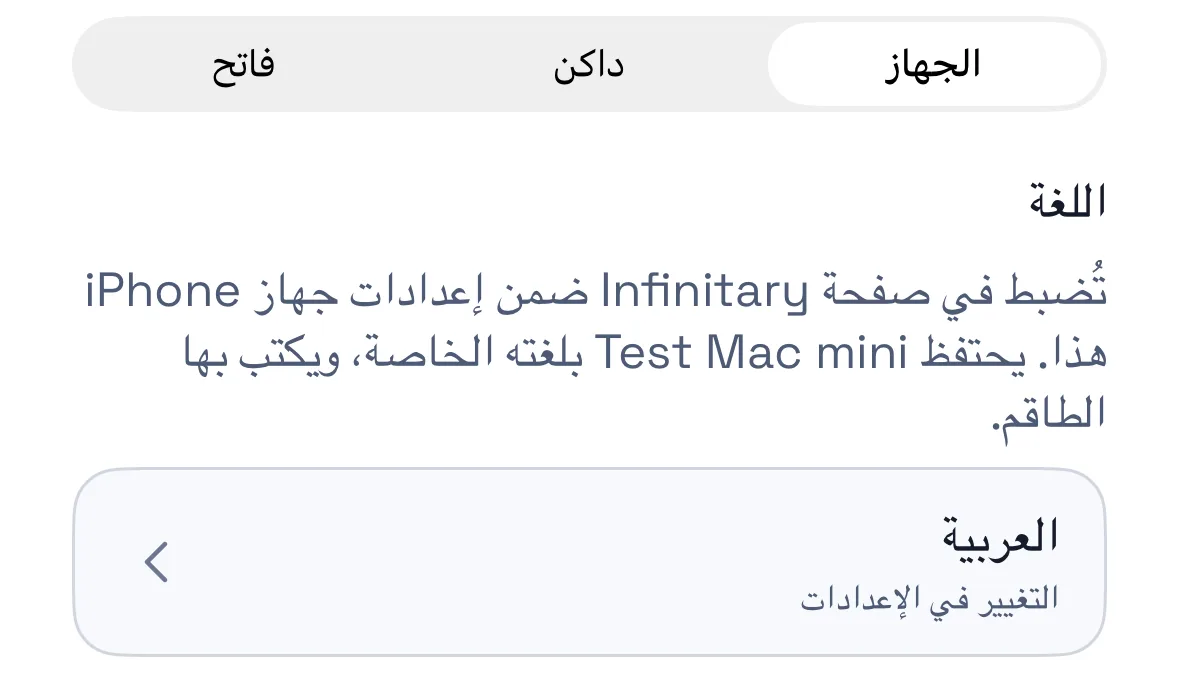 الجهاز
داكن
فاتح
اللغة
تُضبط في صفحة Infinitary ضمن إعدادات جهاز iPhone
هذا. يحتفظ Test Mac mini بلغته الخاصة، ويكتب بها
الطاقم.
العربية
التغيير في الإعدادات